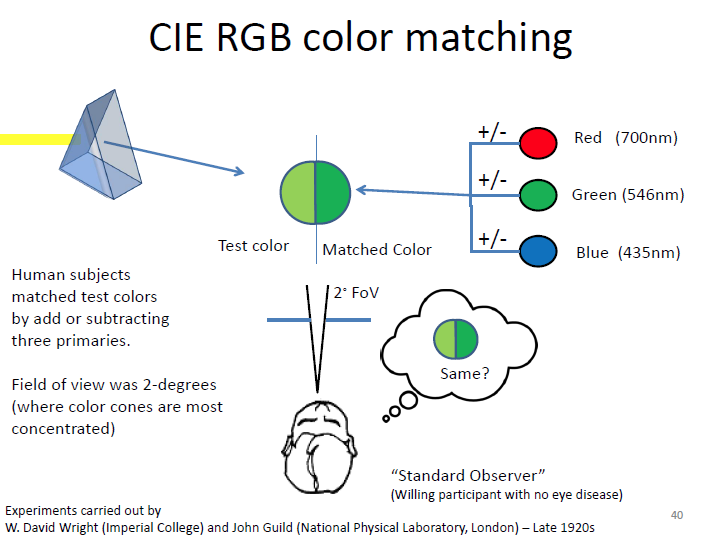 CIE RGB color matching
+/-
Red (700nm)
+/-
Green (546nm)
+/-
Blue (435nm)
Test color
Matched Color
Human subjects
matched test colors
by add or subtracting
three primaries.
2° FoV
Same?
Field of view was 2-degrees
(where color cones are most
concentrated)
“Standard Observer”
(Willing participant with no eye disease)
Experiments carried out by
W. David Wright (Imperial College) and John Guild (National Physical Laboratory, London) – Late 1920s
40